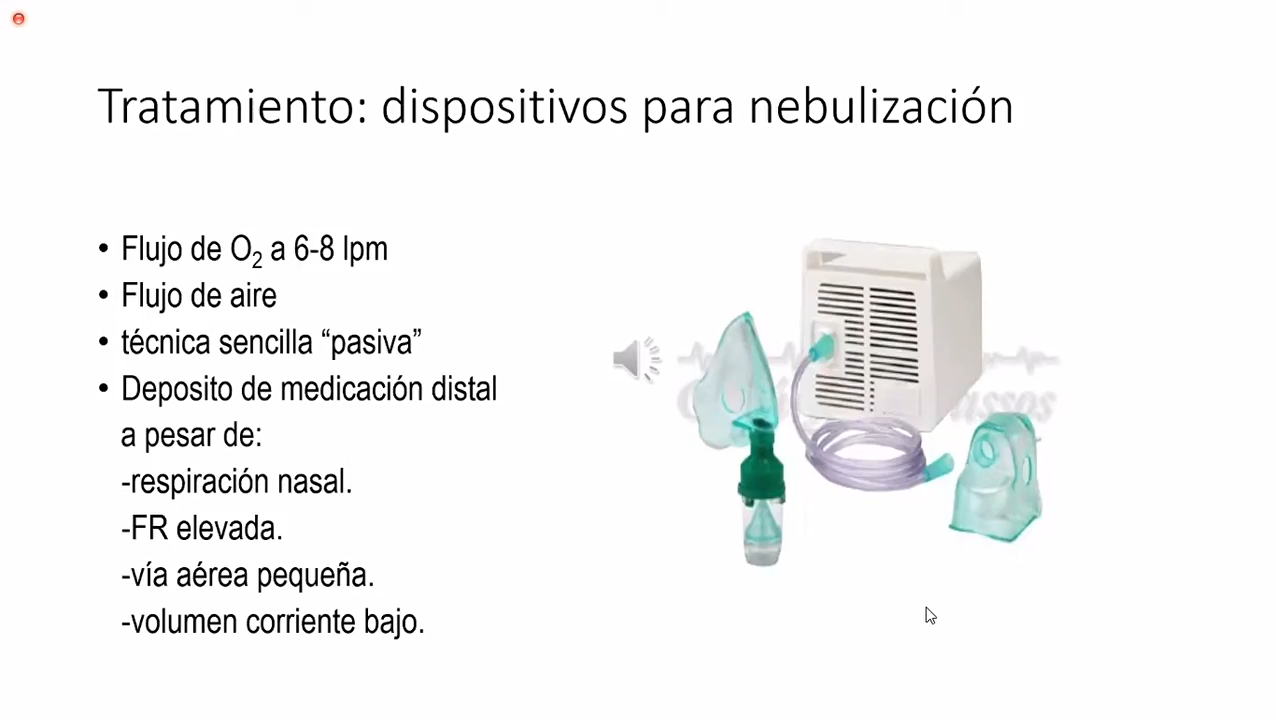 Tratamiento: dispositivos para nebulización
• Flujo de O₂ a 6-8 lpm
• Flujo de aire
• técnica sencilla “pasiva”
• Deposito de medicación distal
a pesar de:
-respiración nasal.
-FR elevada.
-vía aérea pequeña.
-volumen corriente bajo.